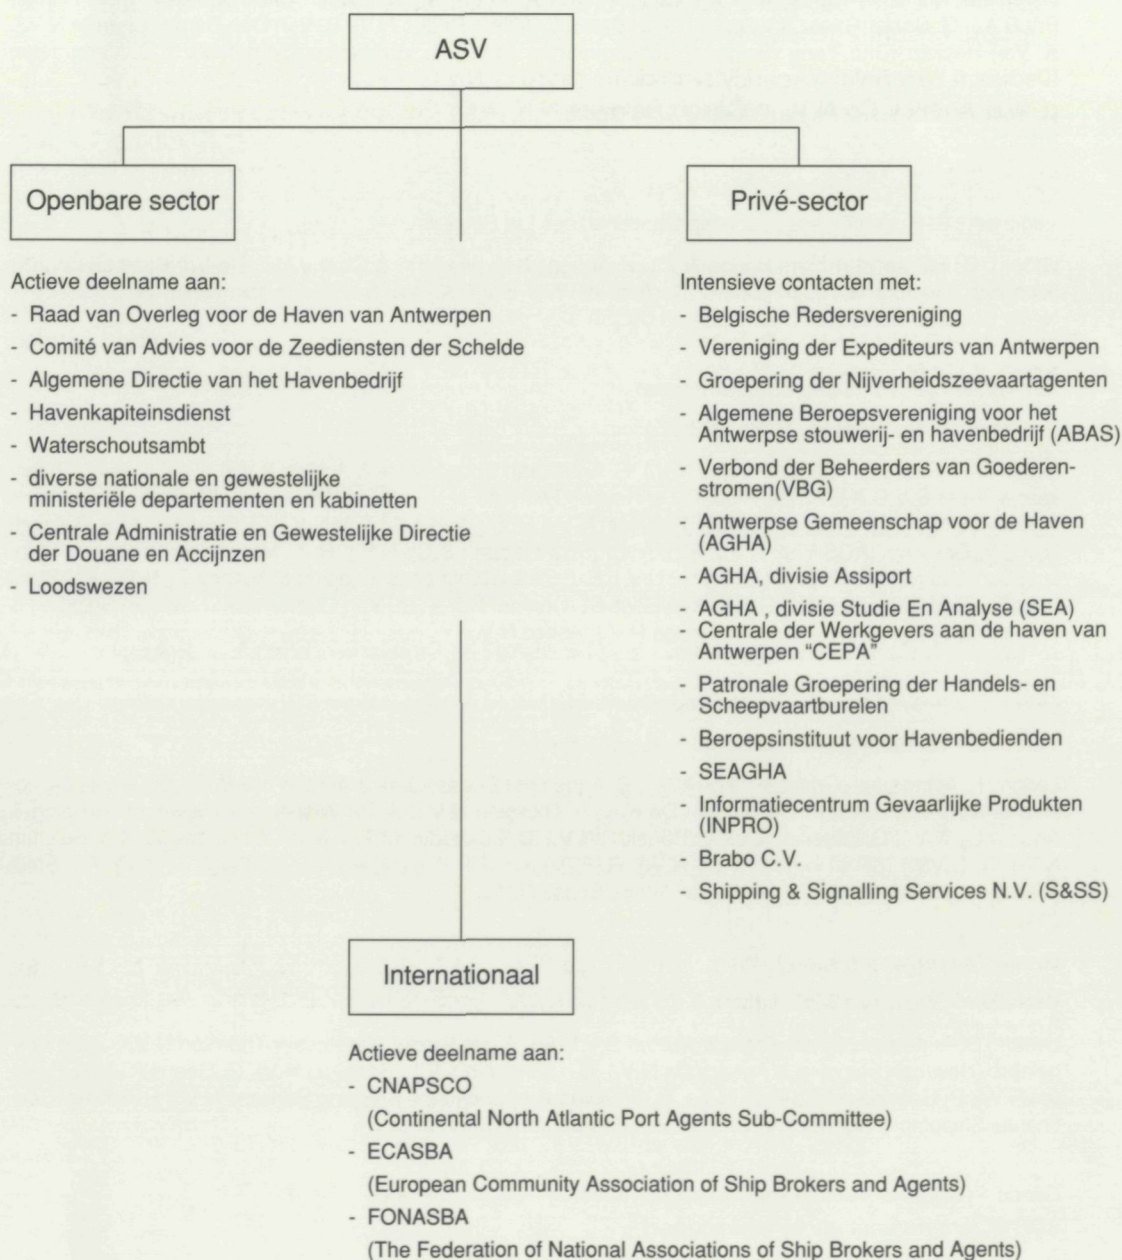 ASV
Openbare sector
Actieve deelname aan:
- Raad van Overleg voor de Haven van Antwerpen
- Comité van Advies voor de Zeediensten der Schelde
- Algemene Directie van het Havenbedrijf
- Havenkapiteinsdienst
- Waterschoutsambt
- diverse nationale en gewestelijke
ministeriële departementen en kabinetten
- Centrale Administratie en Gewestelijke Directie
der Douane en Accijnzen
- Loodswezen
Privé-sector
Intensieve contacten met:
- Belgische Redersvereniging
- Vereniging der Expediteurs van Antwerpen
- Groepering der Nijverheidszeevaartagenten
- Algemene Beroepsvereniging voor het
Antwerpse stouwerij- en havenbedrijf (ABAS)
- Verbond der Beheerders van Goederen-
stromen(VBG)
- Antwerpse Gemeenschap voor de Haven
(AGHA)
- AGHA, divisie Assiport
- AGHA , divisie Studie En Analyse (SEA)
- Centrale der Werkgevers aan de haven van
Antwerpen “CEPA”
- Patronale Groepering der Handels- en
Scheepvaartburelen
- Beroepsinstituut voor Havenbedienden
- SEAGHA
- Informatiecentrum Gevaarlijke Produkten
(INPRO)
- Brabo C.V.
- Shipping & Signalling Services N.V. (S&SS)
Internationaal
Actieve deelname aan:
- CNAPSCO
(Continental North Atlantic Port Agents Sub-Committee)
- ECASBA
(European Community Association of Ship Brokers and Agents)
- FONASBA
(The Federation of National Associations of Ship Brokers and Agents)